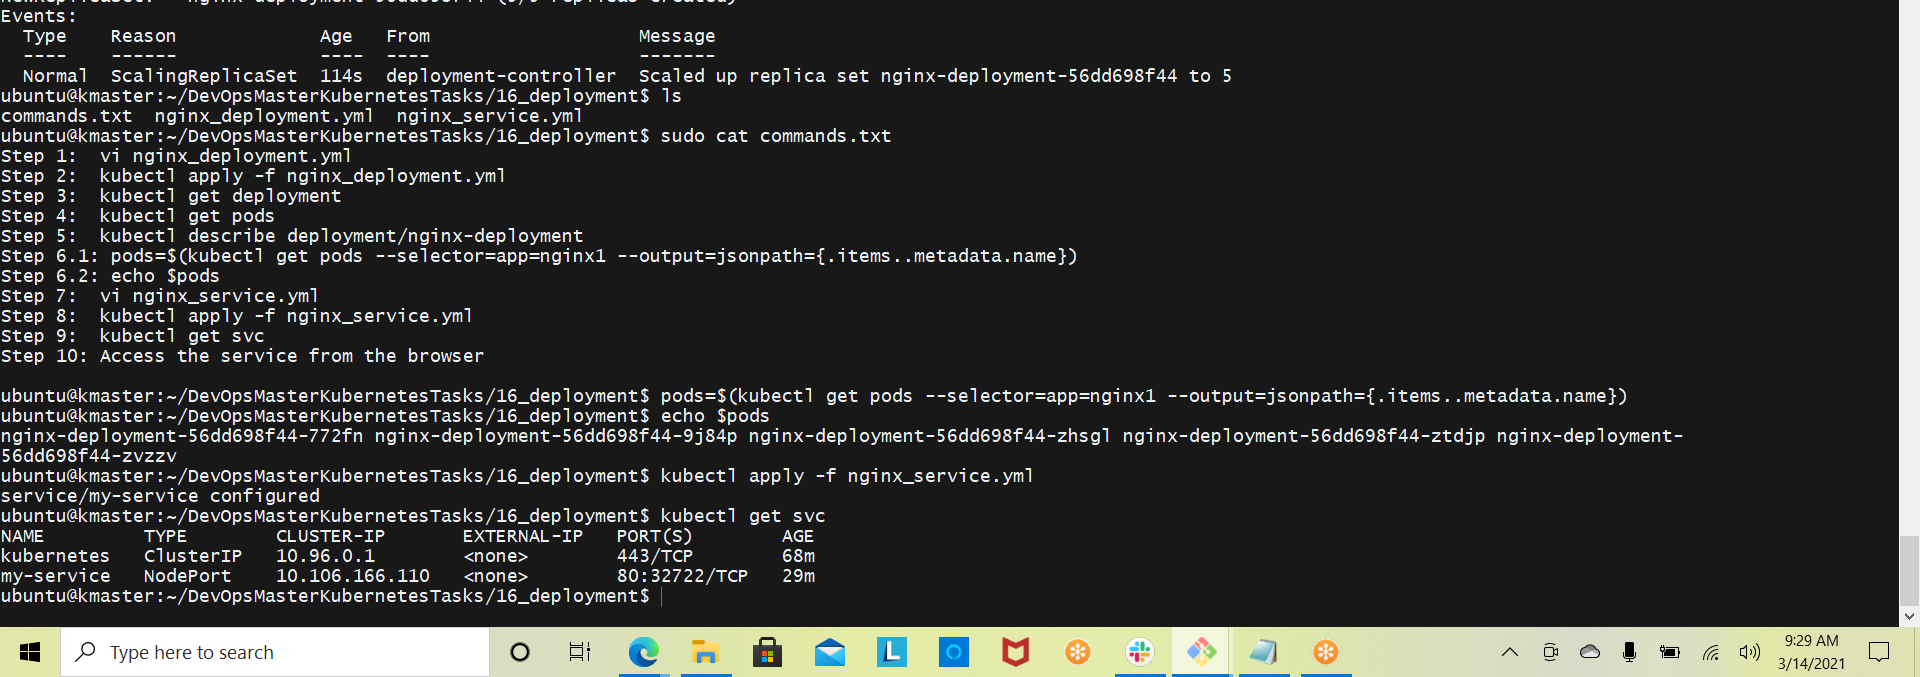 Events:
  Type    Reason             Age   From                   Message
  ----    ------             ----  ----                   -------
  Normal  ScalingReplicaSet  114s  deployment-controller  Scaled up replica set nginx-deployment-56dd698f44 to 5
ubuntu@kmaster:~/DevOpsMasterKubernetesTasks/16_deployment$ ls
commands.txt  nginx_deployment.yml  nginx_service.yml
ubuntu@kmaster:~/DevOpsMasterKubernetesTasks/16_deployment$ sudo cat commands.txt
Step 1:  vi nginx_deployment.yml
Step 2:  kubectl apply -f nginx_deployment.yml
Step 3:  kubectl get deployment
Step 4:  kubectl get pods
Step 5:  kubectl describe deployment/nginx-deployment
Step 6.1: pods=$(kubectl get pods --selector=app=nginx1 --output=jsonpath={.items..metadata.name})
Step 6.2: echo $pods
Step 7:  vi nginx_service.yml
Step 8:  kubectl apply -f nginx_service.yml
Step 9:  kubectl get svc
Step 10: Access the service from the browser
ubuntu@kmaster:~/DevOpsMasterKubernetesTasks/16_deployment$ pods=$(kubectl get pods --selector=app=nginx1 --output=jsonpath={.items..metadata.name})
ubuntu@kmaster:~/DevOpsMasterKubernetesTasks/16_deployment$ echo $pods
nginx-deployment-56dd698f44-772fn nginx-deployment-56dd698f44-9j84p nginx-deployment-56dd698f44-zhsgl nginx-deployment-56dd698f44-ztdjp nginx-deployment-
56dd698f44-zvzzv
ubuntu@kmaster:~/DevOpsMasterKubernetesTasks/16_deployment$ kubectl apply -f nginx_service.yml
service/my-service configured
ubuntu@kmaster:~/DevOpsMasterKubernetesTasks/16_deployment$ kubectl get svc
NAME         TYPE        CLUSTER-IP       EXTERNAL-IP   PORT(S)        AGE
kubernetes   ClusterIP   10.96.0.1        <none>        443/TCP        68m
my-service   NodePort    10.106.166.110   <none>        80:32722/TCP   29m
ubuntu@kmaster:~/DevOpsMasterKubernetesTasks/16_deployment$
Type here to search
L
9:29 AM
3/14/2021